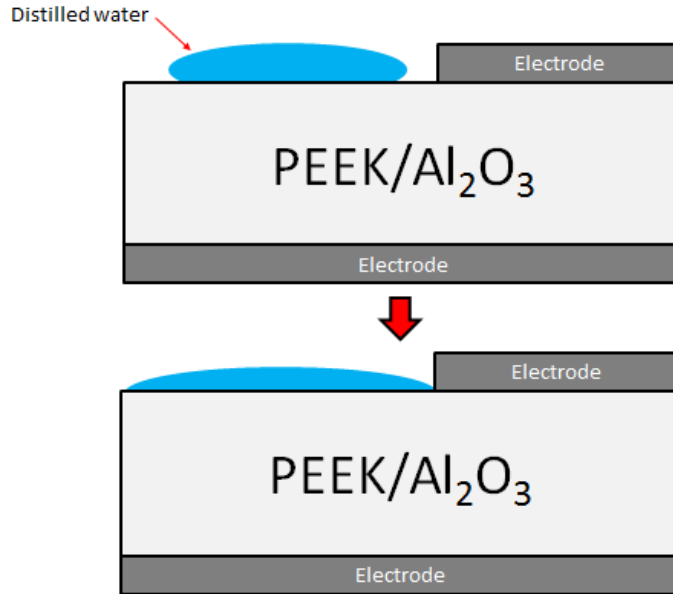 Distilled water
Electrode
PEEK/Al₂O₃
Electrode
Electrode
PEEK/Al₂O₃
Electrode